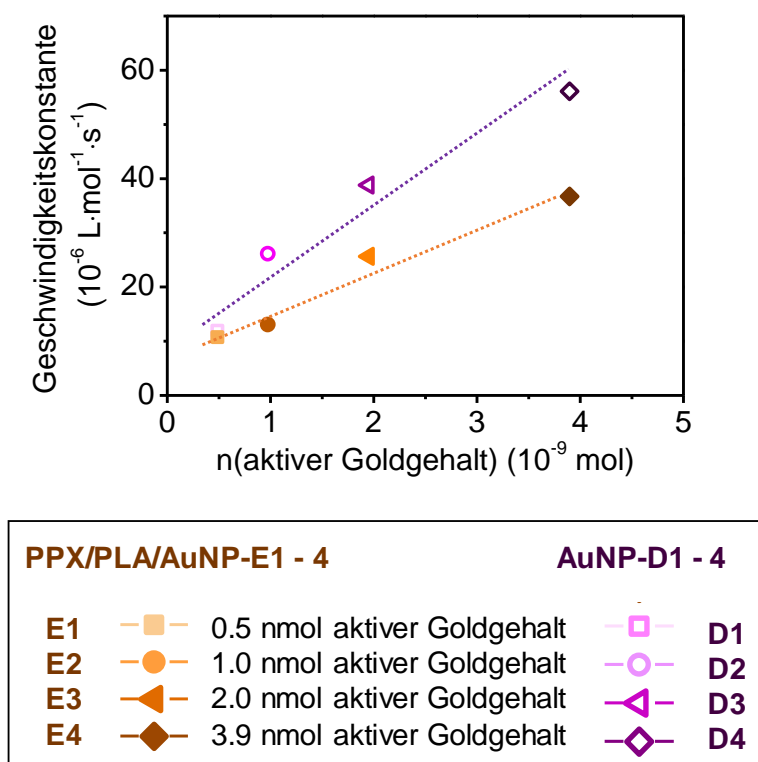 Geschwindigkeitskonstante
(10⁻⁶ L·mol⁻¹·s⁻¹)
60
40
20
0
0 1 2 3 4 5
n(aktiver Goldgehalt) (10⁻⁹ mol)
PPX/PLA/AuNP-E1 - 4 AuNP-D1 - 4
E1 0.5 nmol aktiver Goldgehalt D1
E2 1.0 nmol aktiver Goldgehalt D2
E3 2.0 nmol aktiver Goldgehalt D3
E4 3.9 nmol aktiver Goldgehalt D4